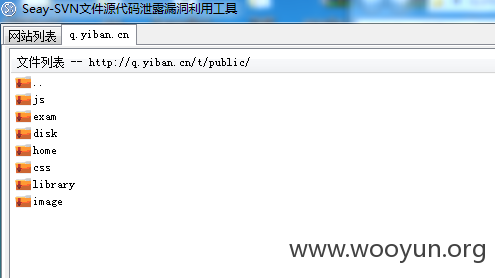 Seay-SVN文件源代码泄露漏洞利用工具
网站列表 q.yiban.cn
文件列表 -- http://q.yiban.cn/t/public/
..
js
exam
disk
home
css
library
image
www.wooyun.org